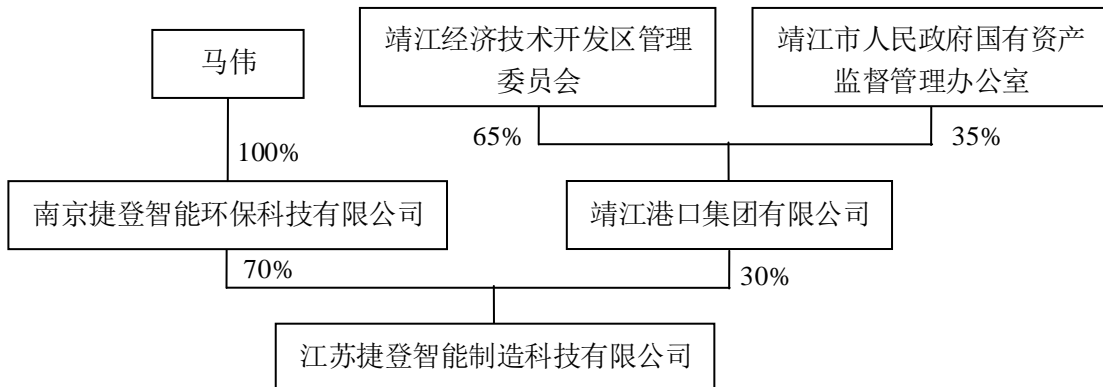 马伟
靖江经济技术开发区管理
委员会
靖江市人民政府国有资产
监督管理办公室
100%
65%
35%
南京捷登智能环保科技有限公司
靖江港口集团有限公司
70%
30%
江苏捷登智能制造科技有限公司